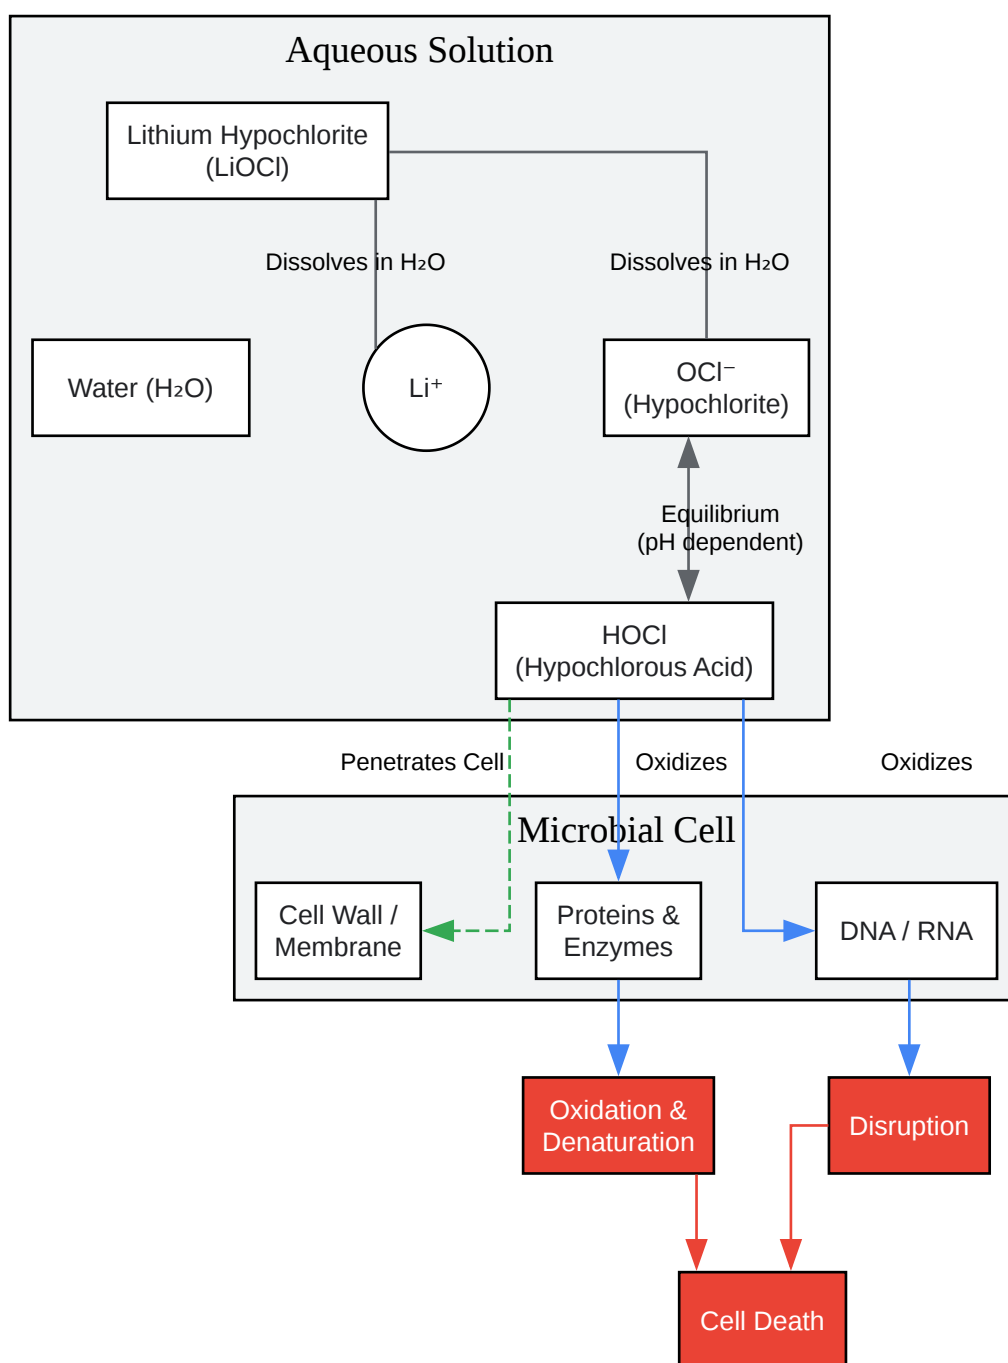 Aqueous Solution
Lithium Hypochlorite
(LiOCl)
Dissolves in H₂O
Dissolves in H₂O
Water (H₂O)
Li⁺
OCl⁻
(Hypochlorite)
Equilibrium
(pH dependent)
HOCl
(Hypochlorous Acid)
Penetrates Cell
Oxidizes
Oxidizes
Microbial Cell
Cell Wall /
Membrane
Proteins &
Enzymes
DNA / RNA
Oxidation &
Denaturation
Disruption
Cell Death